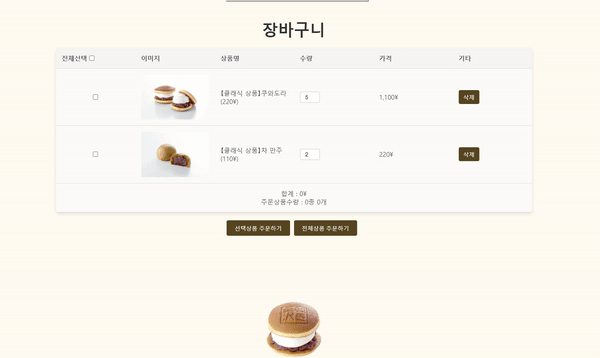 장바구니
전체선택 이미지 상품명 수량 가격 기타
【클래식 상품】쿠와도라
(220¥) 5 1,100¥ 삭제
【클래식 상품】차 만주
(110¥) 2 220¥ 삭제
합계 : 0¥
주문상품수량 : 0종 0개
선택상품 주문하기 전체상품 주문하기